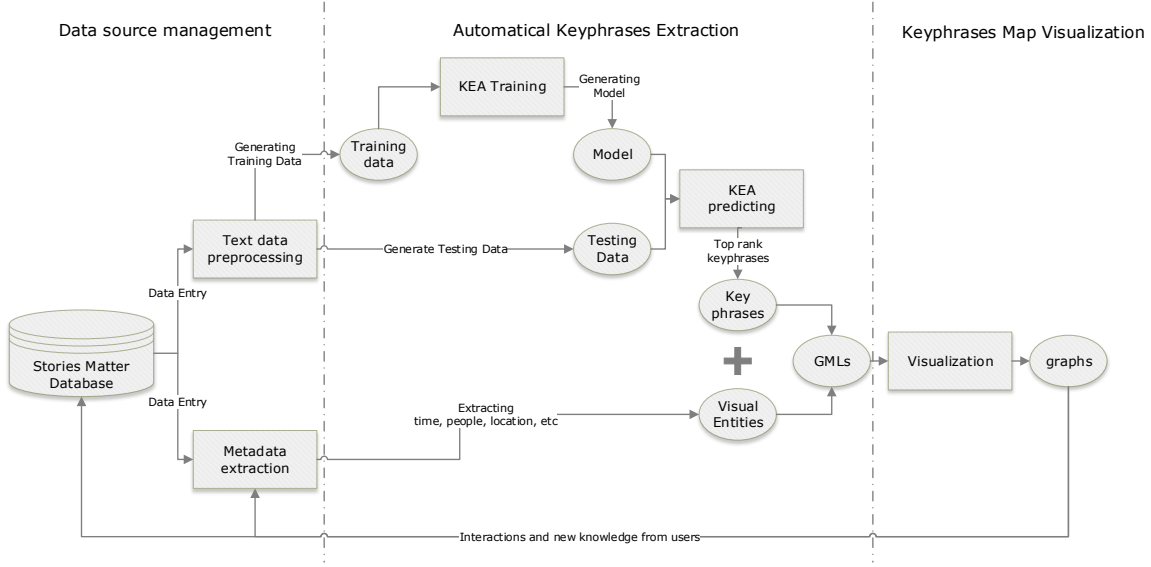 Data source management
Automatical Keyphrases Extraction
Keyphrases Map Visualization
KEA Training
Generating
Model
Generating
Training Data
Training
data
Model
KEA
predicting
Text data
preprocessing
Generate Testing Data
Testing
Data
Top rank
keyphrases
Data Entry
Key
phrases
Stories Matter
Database
GMLs
Visualization
graphs
Data Entry
Extracting
time, people, location, etc
Visual
Entities
Metadata
extraction
Interactions and new knowledge from users